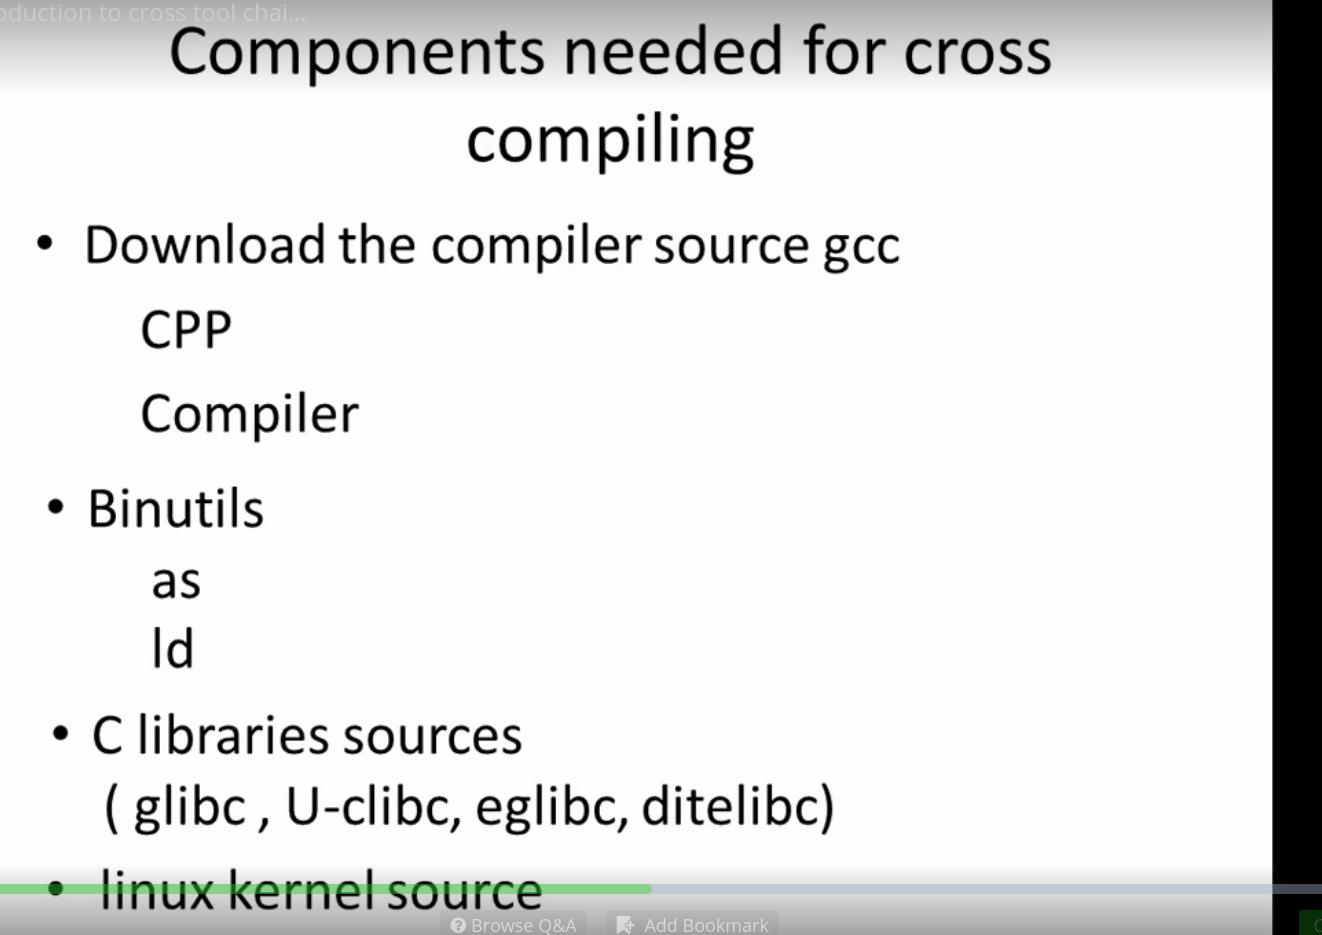 oduction to cross tool chai...
Components needed for cross
compiling
• Download the compiler source gcc
CPP
Compiler
• Binutils
as
ld
• C libraries sources
( glibc , U-clibc, eglibc, ditelibc)
• linux kernel source
Browse Q&A Add Bookmark